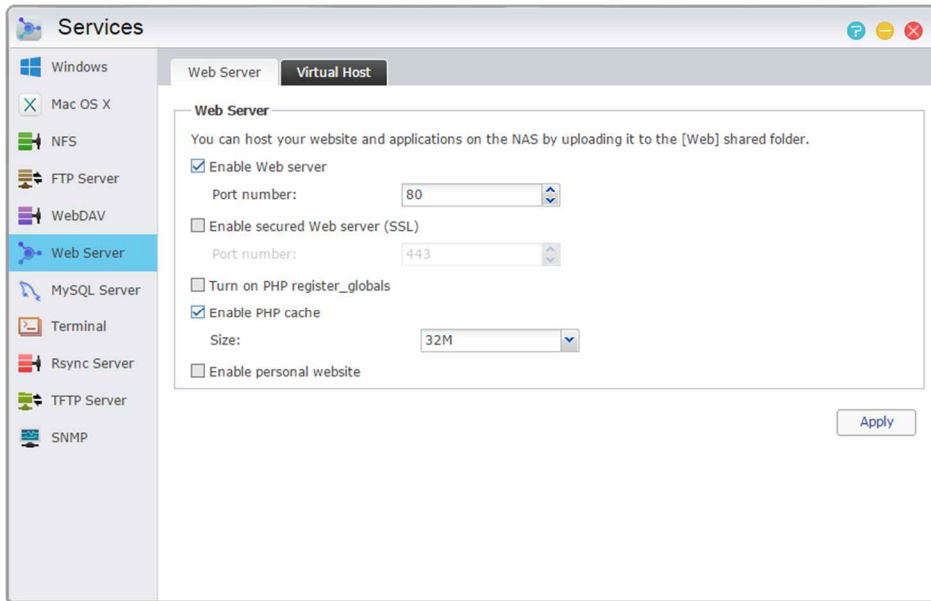 Services
Windows
Mac OS X
NFS
FTP Server
WebDAV
Web Server
MySQL Server
Terminal
Rsync Server
TFTP Server
SNMP
Web Server
Virtual Host
Web Server
You can host your website and applications on the NAS by uploading it to the [Web] shared folder.
Enable Web server
Port number: 80
Enable secured Web server (SSL)
Port number: 443
Turn on PHP register_globals
Enable PHP cache
Size: 32M
Enable personal website
Apply